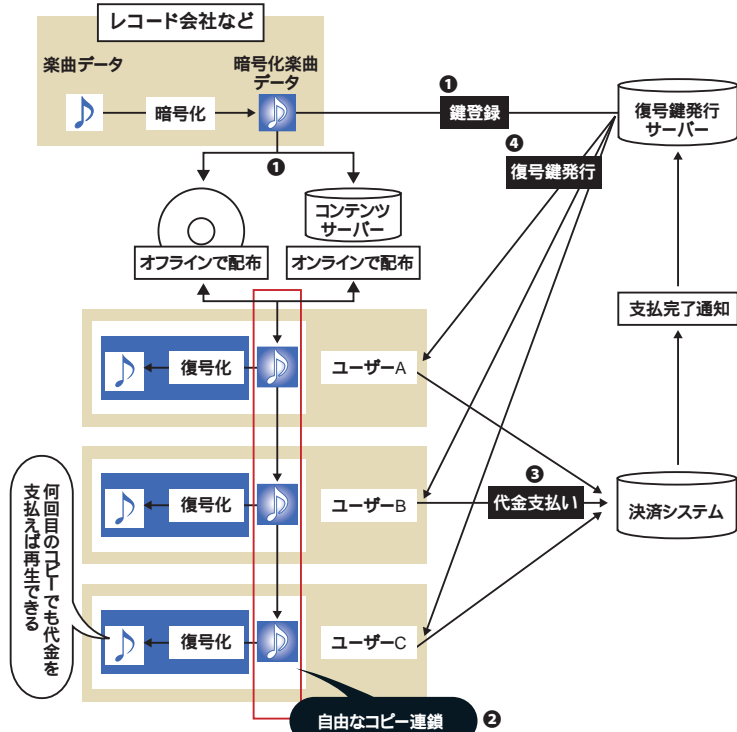 レコード会社など
楽曲データ
暗号化楽曲
データ
暗号化
❶
鍵登録
復号鍵発行
サーバー
❹
復号鍵発行
❶
コンテンツ
サーバー
オフラインで配布
オンラインで配布
支払完了通知
復号化
ユーザーA
復号化
ユーザーB
❸
代金支払い
決済システム
何回目のコピーでも代金を
支払えば再生できる
復号化
ユーザーC
自由なコピー連鎖
❷